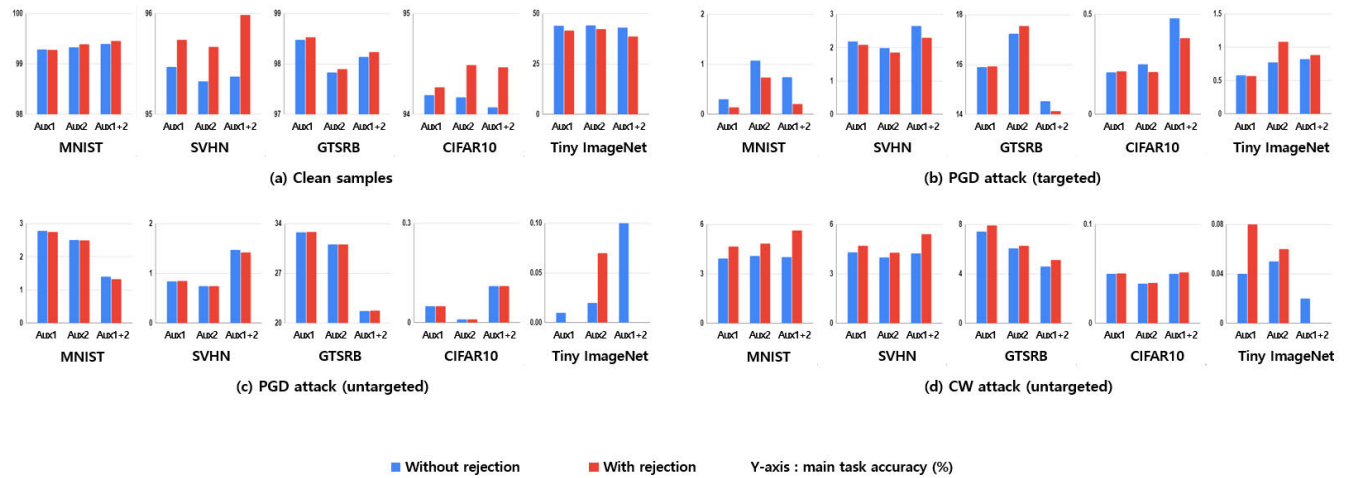 100
99
98
Aux1 Aux2 Aux1+2
MNIST
96
95
Aux1 Aux2 Aux1+2
SVHN
99
98
97
Aux1 Aux2 Aux1+2
GTSRB
95
94
Aux1 Aux2 Aux1+2
CIFAR10
50
25
0
Aux1 Aux2 Aux1+2
Tiny ImageNet
(a) Clean samples
2
1
0
Aux1 Aux2 Aux1+2
MNIST
3
2
1
0
Aux1 Aux2 Aux1+2
SVHN
18
16
14
Aux1 Aux2 Aux1+2
GTSRB
0.5
0.0
Aux1 Aux2 Aux1+2
CIFAR10
1.5
1.0
0.5
0
Aux1 Aux2 Aux1+2
Tiny ImageNet
(b) PGD attack (targeted)
3
2
1
0
Aux1 Aux2 Aux1+2
MNIST
2
1
0
Aux1 Aux2 Aux1+2
SVHN
34
27
20
Aux1 Aux2 Aux1+2
GTSRB
0.3
0
Aux1 Aux2 Aux1+2
CIFAR10
0.10
0.05
0.00
Aux1 Aux2 Aux1+2
Tiny ImageNet
(c) PGD attack (untargeted)
6
3
0
Aux1 Aux2 Aux1+2
MNIST
6
3
0
Aux1 Aux2 Aux1+2
SVHN
8
4
0
Aux1 Aux2 Aux1+2
GTSRB
0.1
0
Aux1 Aux2 Aux1+2
CIFAR10
0.08
0.04
0
Aux1 Aux2 Aux1+2
Tiny ImageNet
(d) CW attack (untargeted)
Without rejection
With rejection
Y-axis : main task accuracy (%)